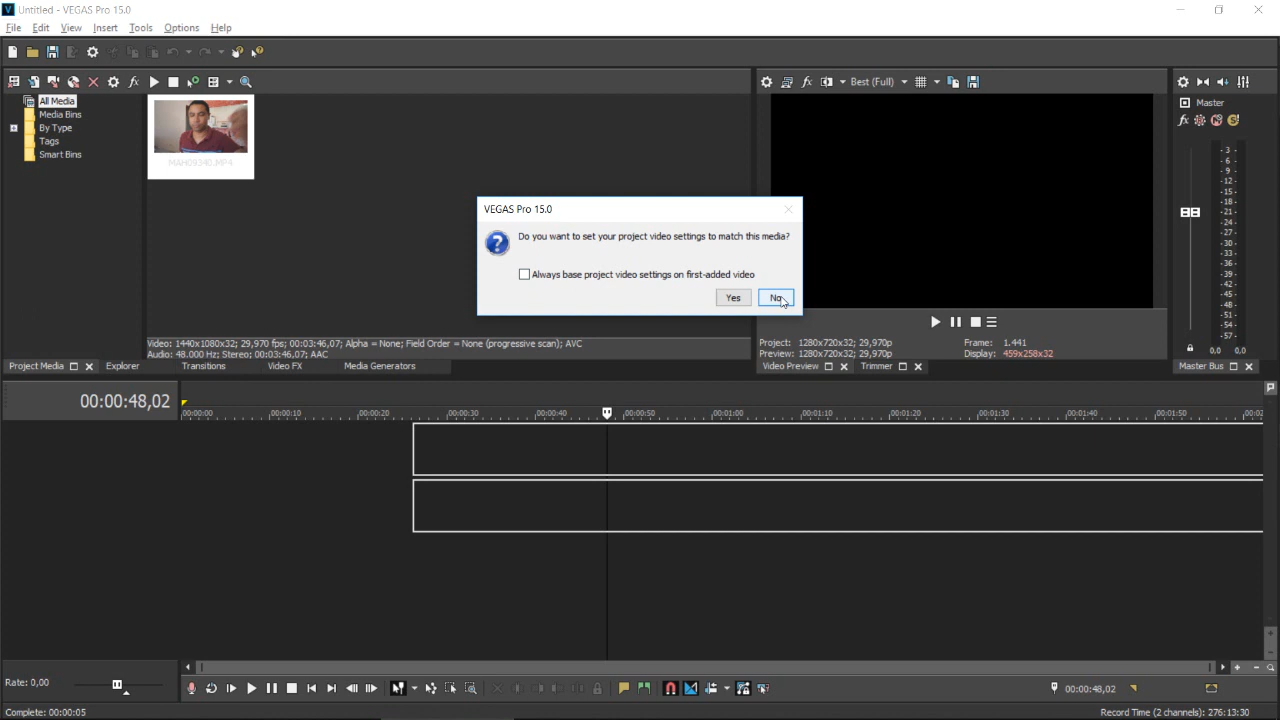 Untitled - VEGAS Pro 15.0
File Edit View Insert Tools Options Help
Best (Full)
All Media
Media Bins
By Type
Tags
Smart Bins
MAH09340.MP4
Master
VEGAS Pro 15.0
Do you want to set your project video settings to match this media?
Always base project video settings on first-added video
Yes No
-3-
-6-
-9-
-12-
-15-
-18-
-21-
-24-
-27-
-30-
-33-
-36-
-39-
-42-
-45-
-48-
-51-
-54-
-57-
0,0 0,0
Video: 1440x1080x32; 29,970 fps; 00:03:46,07; Alpha = None; Field Order = None (progressive scan); AVC
Audio: 48.000 Hz; Stereo; 00:03:46,07; AAC
Project: 1280x720x32; 29,970p
Frame: 1.441
Preview: 1280x720x32; 29,970p
Display: 459x258x32
Project Media Explorer Transitions Video FX Media Generators
Video Preview Trimmer
Master Bus
00:00:48,02
00:00:00 00:00:10 00:00:20 00:00:30 00:00:40 00:00:50 00:01:00 00:01:10 00:01:20 00:01:30 00:01:40 00:01:50
Rate: 0,00
00:00:48,02
Complete: 00:00:05
Record Time (2 channels): 276:13:30